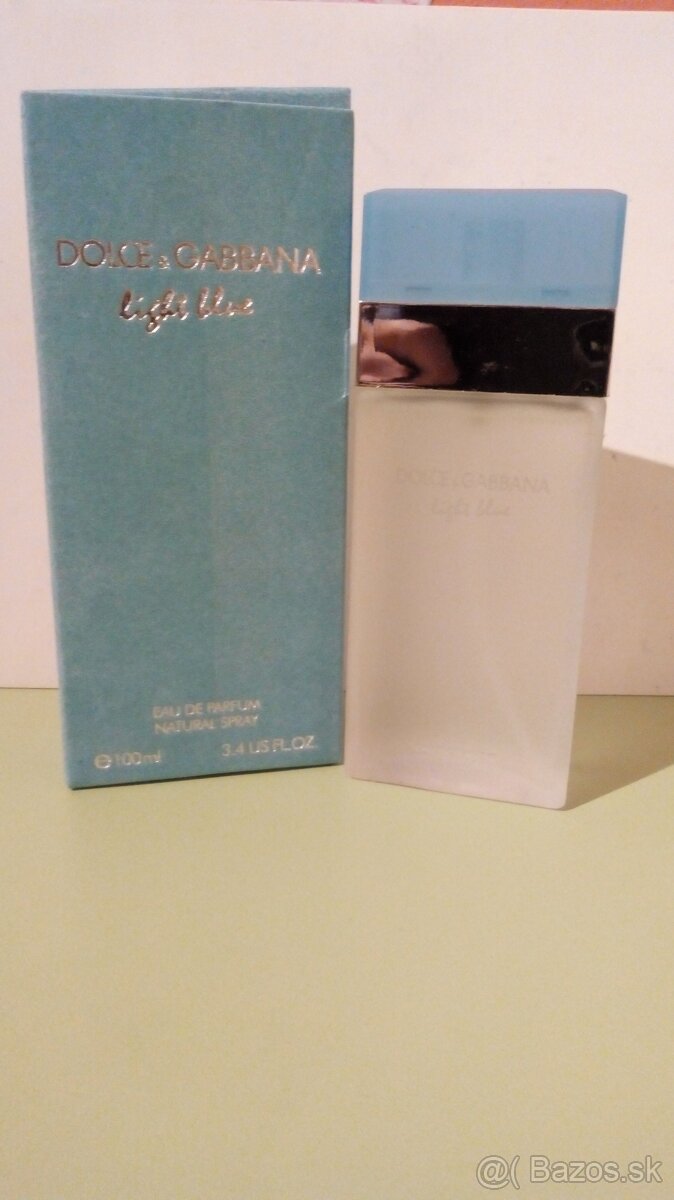 DOLCE & GABBANA
light blue
EAU DE PARFUM
NATURAL SPRAY
℮100ml 3.4 US FL.OZ.
DOLCE & GABBANA
light blue
@( Bazos.sk